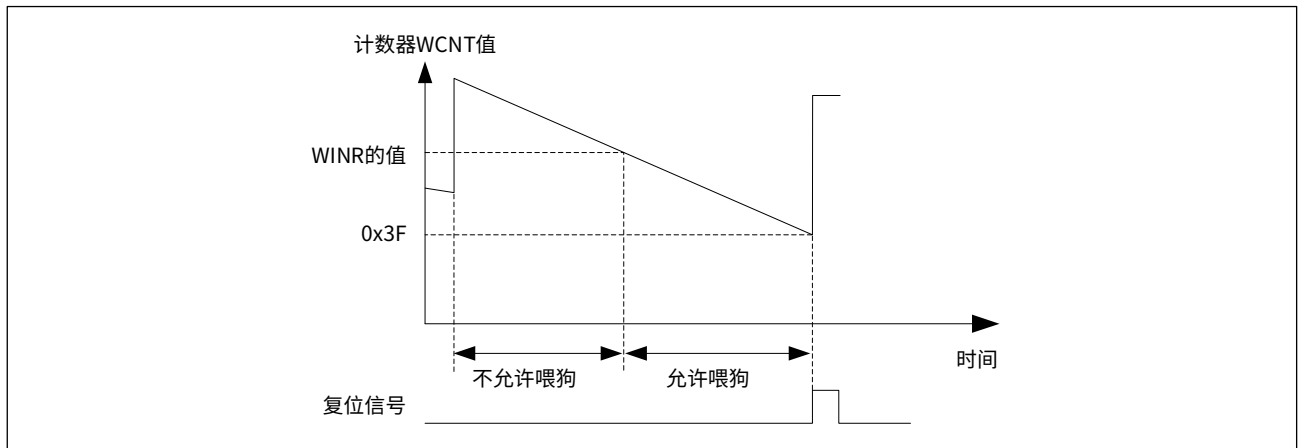 计数器WCNT值
WINR的值
0x3F
时间
不允许喂狗
允许喂狗
复位信号